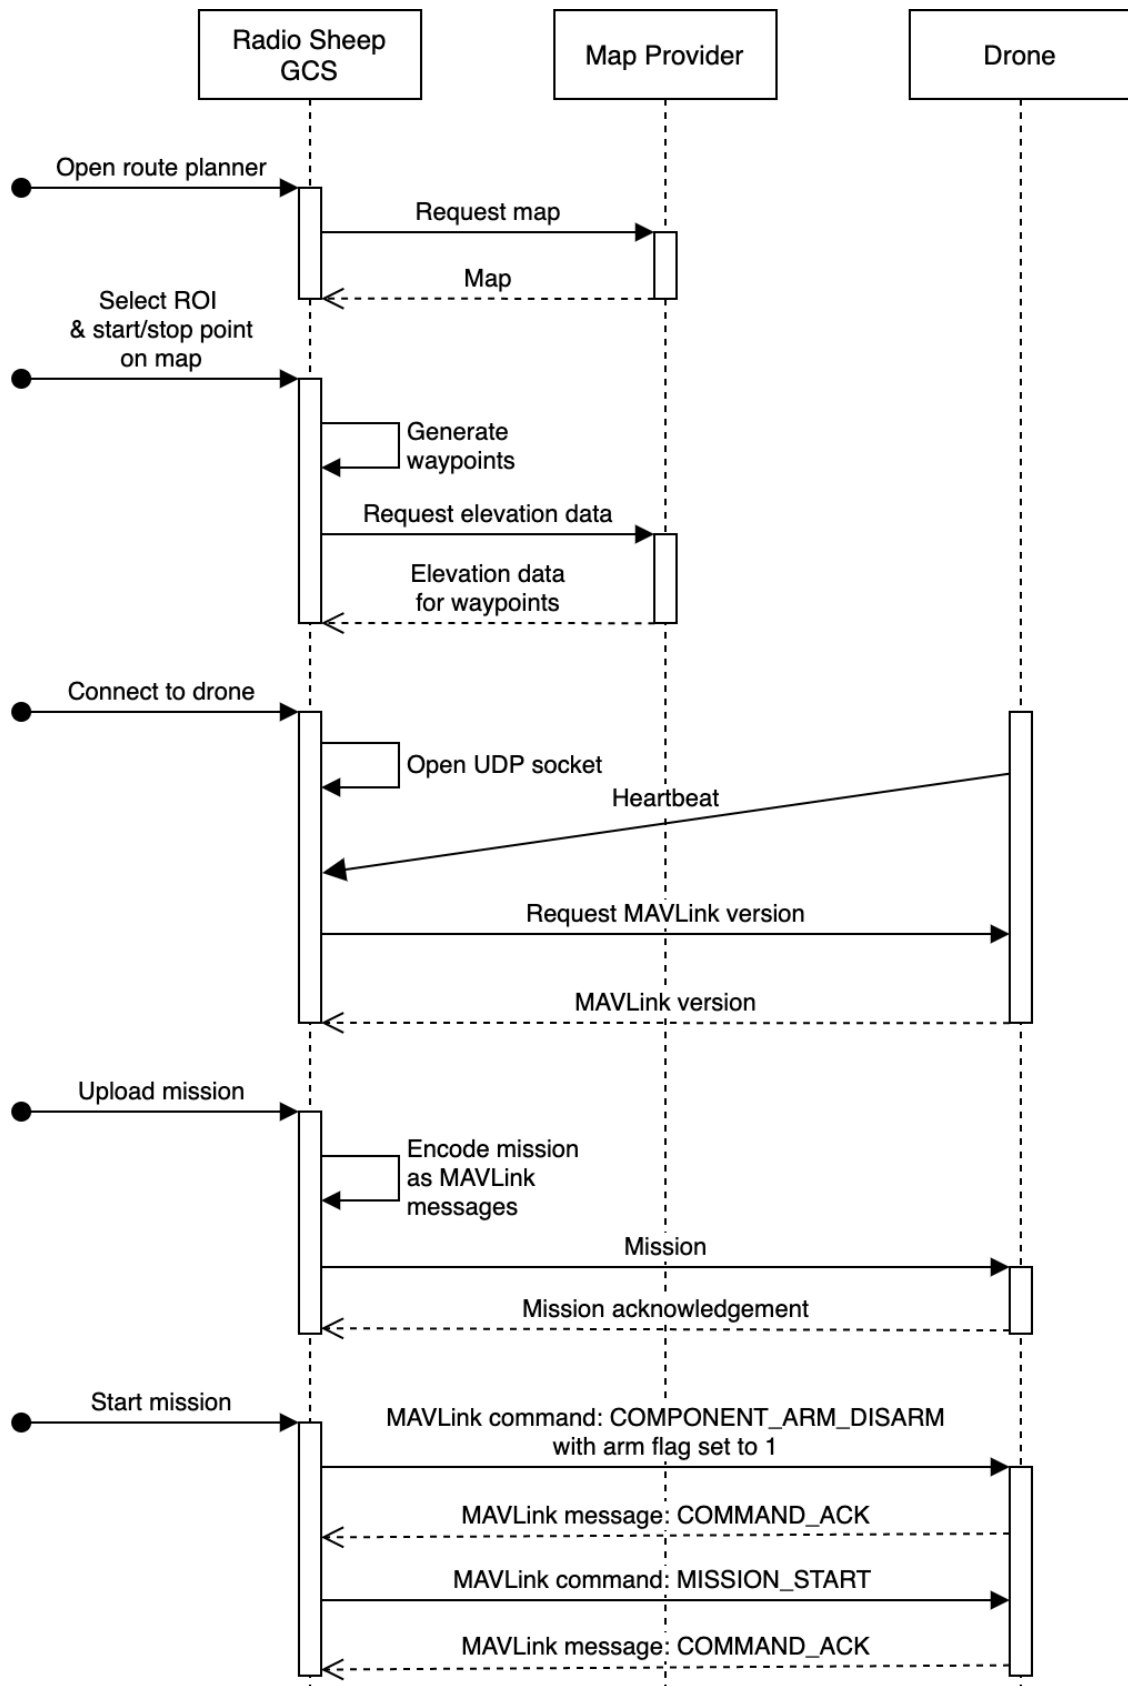 Radio Sheep
GCS
Map Provider
Drone
Open route planner
Request map
Map
Select ROI
& start/stop point
on map
Generate
waypoints
Request elevation data
Elevation data
for waypoints
Connect to drone
Open UDP socket
Heartbeat
Request MAVLink version
MAVLink version
Upload mission
Encode mission
as MAVLink
messages
Mission
Mission acknowledgement
Start mission
MAVLink command: COMPONENT_ARM_DISARM
with arm flag set to 1
MAVLink message: COMMAND_ACK
MAVLink command: MISSION_START
MAVLink message: COMMAND_ACK